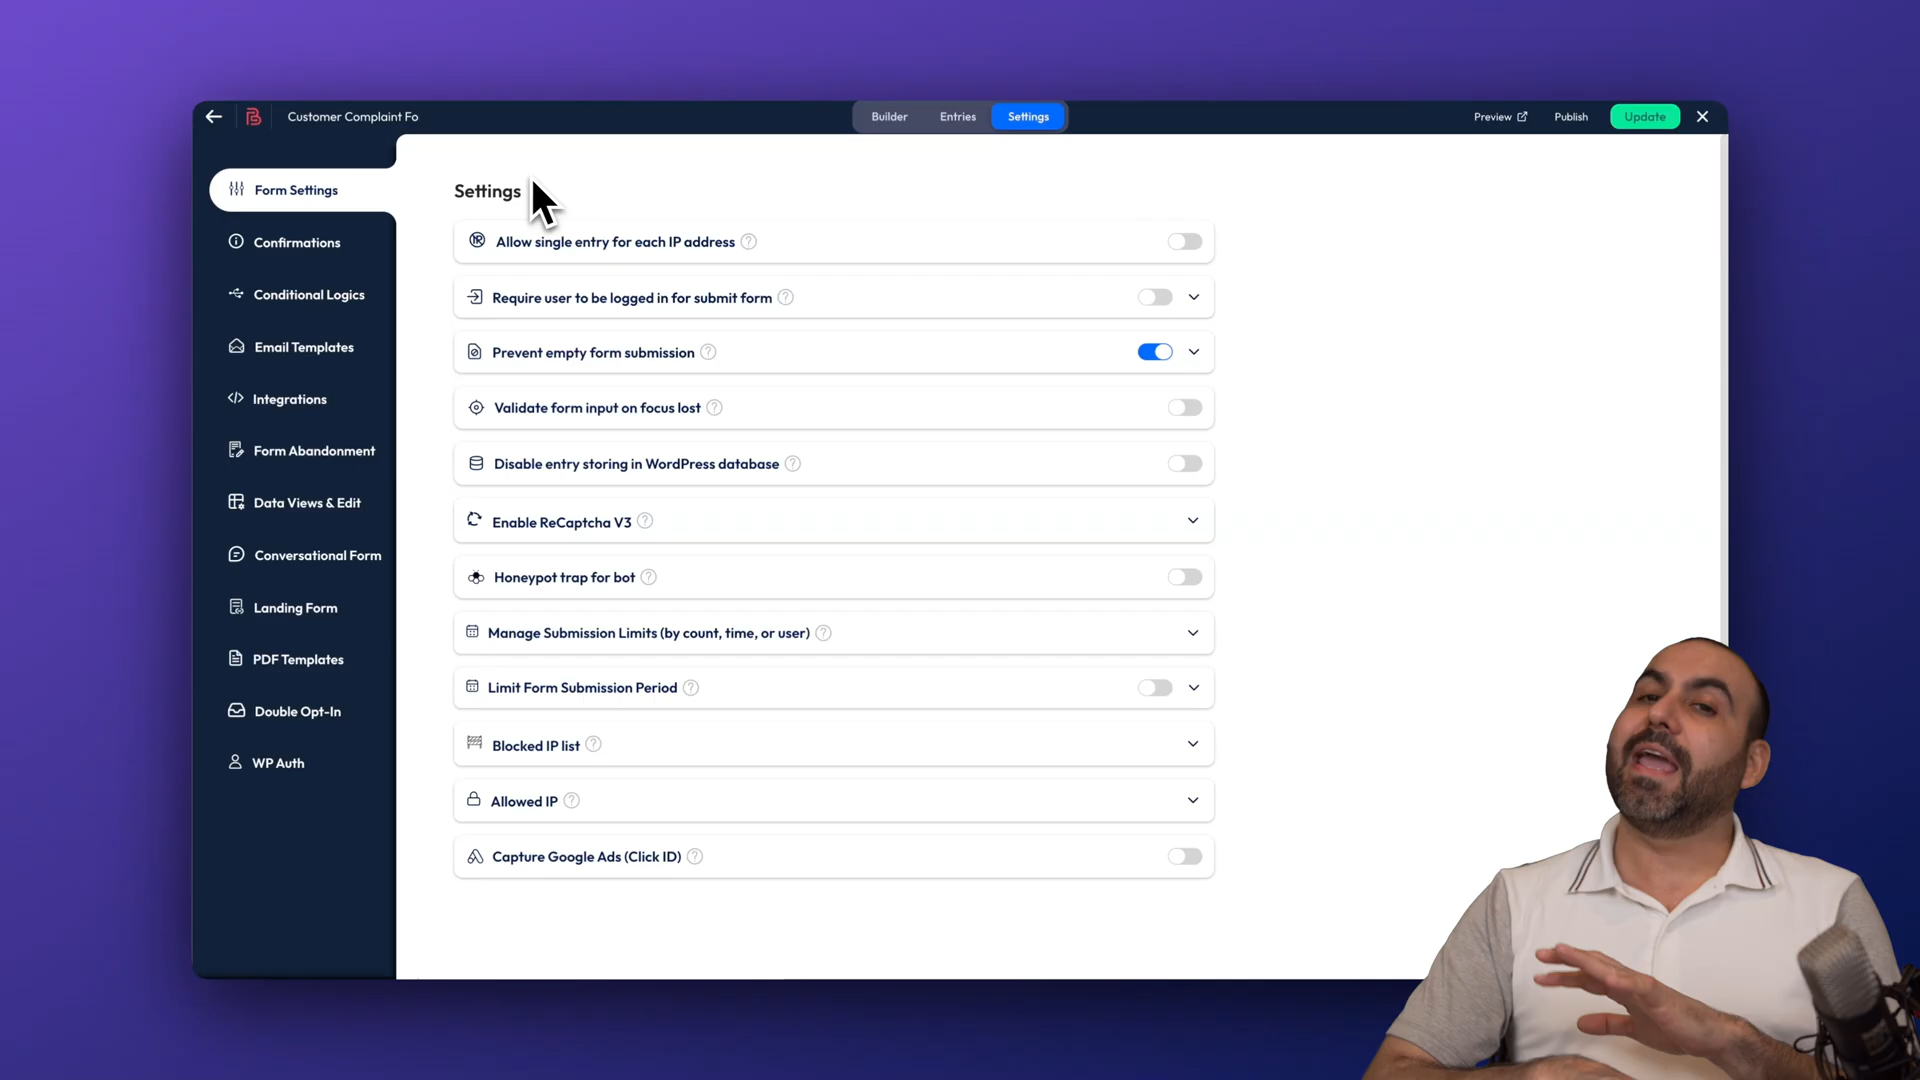 Customer Complaint Fo
Builder
Entries
Settings
Preview
Publish
Update
Form Settings
Confirmations
Conditional Logics
Email Templates
Integrations
Form Abandonment
Data Views & Edit
Conversational Form
Landing Form
PDF Templates
Double Opt-In
WP Auth
Settings
Allow single entry for each IP address
Require user to be logged in for submit form
Prevent empty form submission
Validate form input on focus lost
Disable entry storing in WordPress database
Enable ReCaptcha V3
Honeypot trap for bot
Manage Submission Limits (by count, time, or user)
Limit Form Submission Period
Blocked IP list
Allowed IP
Capture Google Ads (Click ID)